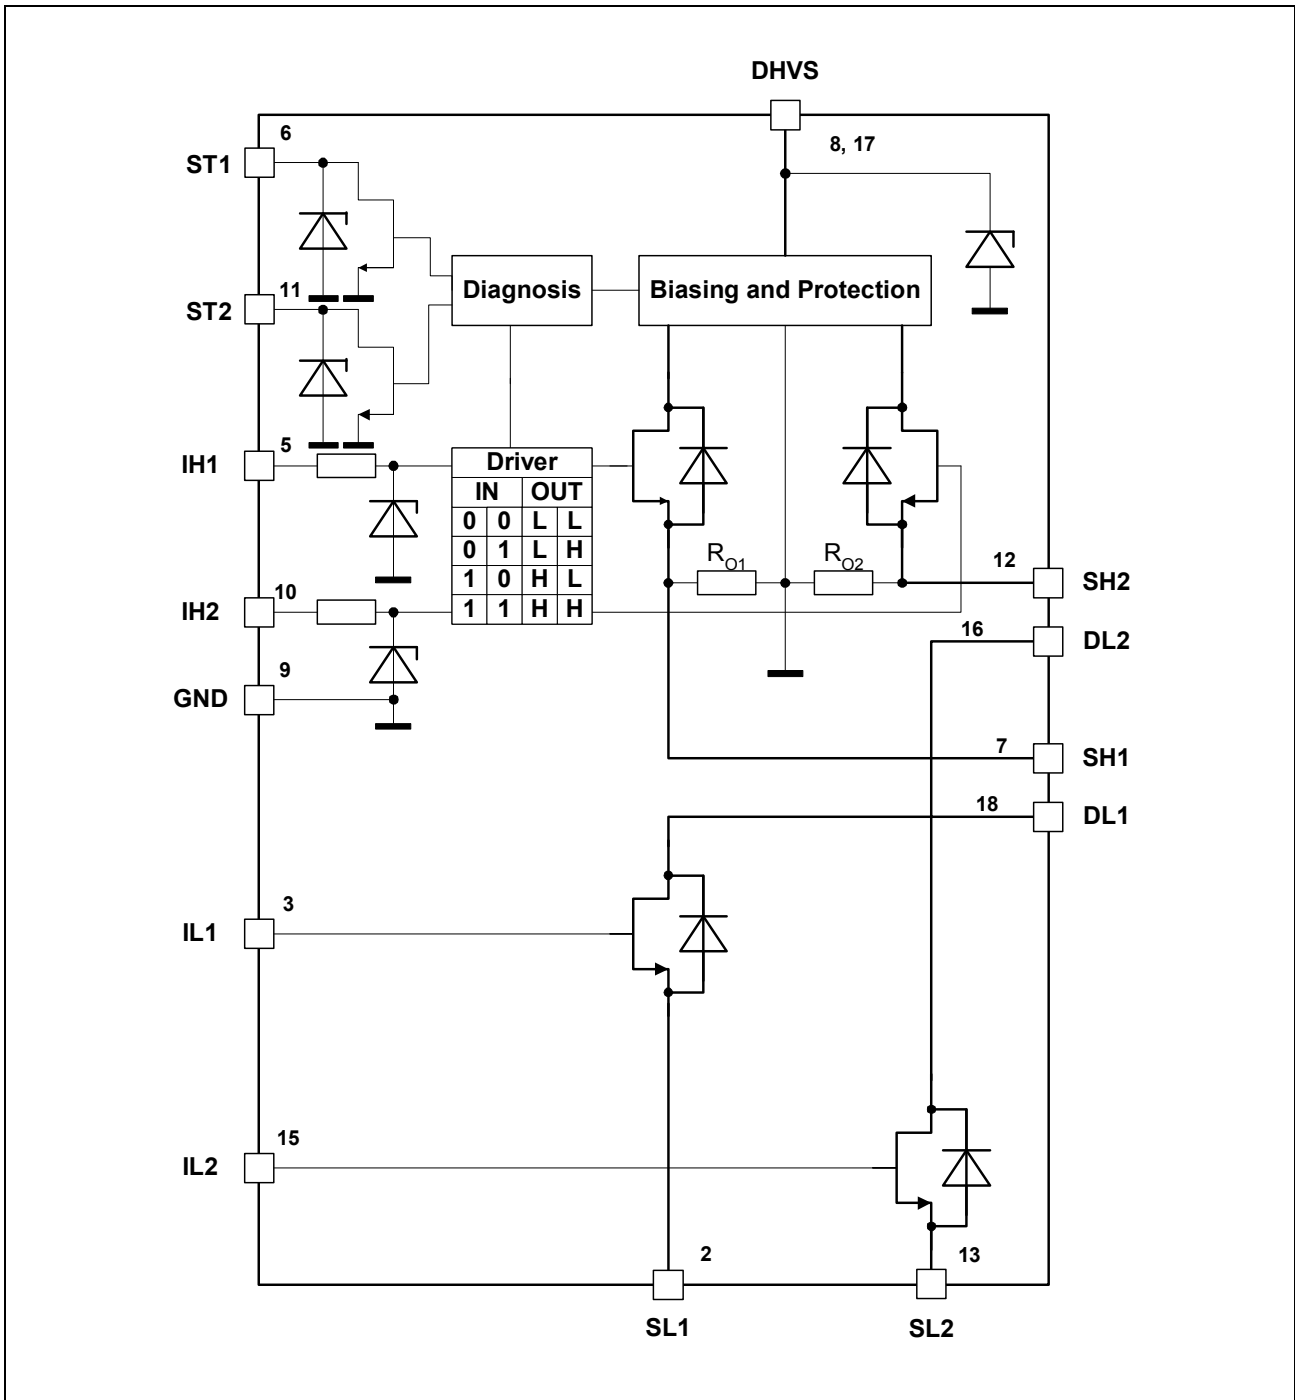 DHVS
8, 17
6
ST1
11
ST2
Diagnosis
Biasing and Protection
5
IH1
Driver
IN OUT
0 0 L L
0 1 L H
1 0 H L
1 1 H H
RO1
RO2
12
SH2
10
IH2
16
DL2
9
GND
7
SH1
18
DL1
3
IL1
15
IL2
2
13
SL1
SL2